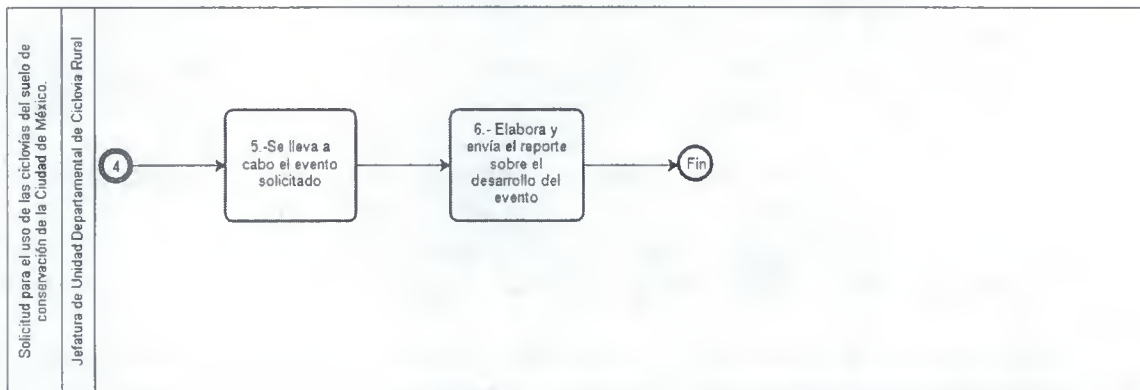 Solicitud para el uso de las ciclovías del suelo de
conservación de la Ciudad de México.
Jefatura de Unidad Departamental de Ciclovia Rural
4
5.-Se lleva a
cabo el evento
solicitado
6.- Elabora y
envía el reporte
sobre el
desarrollo del
evento
Fin